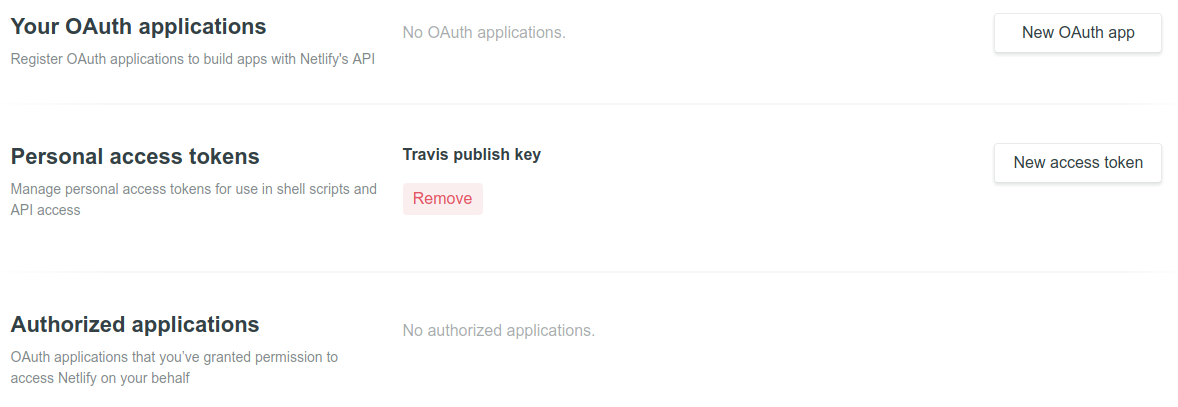 Your OAuth applications
No OAuth applications.
New OAuth app
Register OAuth applications to build apps with Netlify's API
Personal access tokens
Travis publish key
New access token
Manage personal access tokens for use in shell scripts and
API access
Remove
Authorized applications
No authorized applications.
OAuth applications that you’ve granted permission to
access Netlify on your behalf